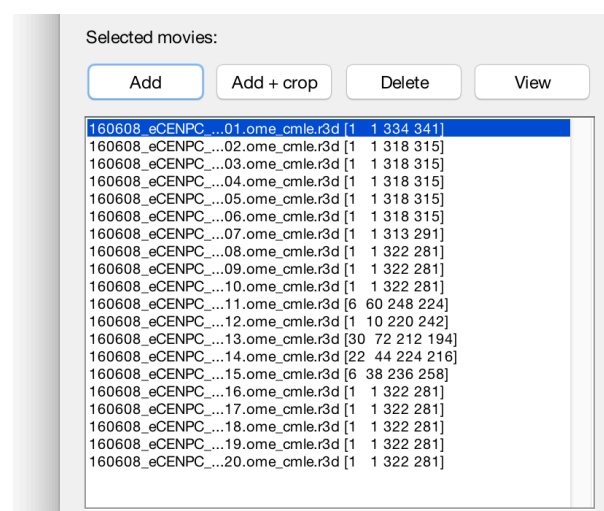 Selected movies:
Add Add + crop Delete View
160608_eCENPC_...01.ome_cmle.r3d [1 1 334 341]
160608_eCENPC_...02.ome_cmle.r3d [1 1 318 315]
160608_eCENPC_...03.ome_cmle.r3d [1 1 318 315]
160608_eCENPC_...04.ome_cmle.r3d [1 1 318 315]
160608_eCENPC_...05.ome_cmle.r3d [1 1 318 315]
160608_eCENPC_...06.ome_cmle.r3d [1 1 318 315]
160608_eCENPC_...07.ome_cmle.r3d [1 1 313 291]
160608_eCENPC_...08.ome_cmle.r3d [1 1 322 281]
160608_eCENPC_...09.ome_cmle.r3d [1 1 322 281]
160608_eCENPC_...10.ome_cmle.r3d [1 1 322 281]
160608_eCENPC_...11.ome_cmle.r3d [6 60 248 224]
160608_eCENPC_...12.ome_cmle.r3d [1 10 220 242]
160608_eCENPC_...13.ome_cmle.r3d [30 72 212 194]
160608_eCENPC_...14.ome_cmle.r3d [22 44 224 216]
160608_eCENPC_...15.ome_cmle.r3d [6 38 236 258]
160608_eCENPC_...16.ome_cmle.r3d [1 1 322 281]
160608_eCENPC_...17.ome_cmle.r3d [1 1 322 281]
160608_eCENPC_...18.ome_cmle.r3d [1 1 322 281]
160608_eCENPC_...19.ome_cmle.r3d [1 1 322 281]
160608_eCENPC_...20.ome_cmle.r3d [1 1 322 281]